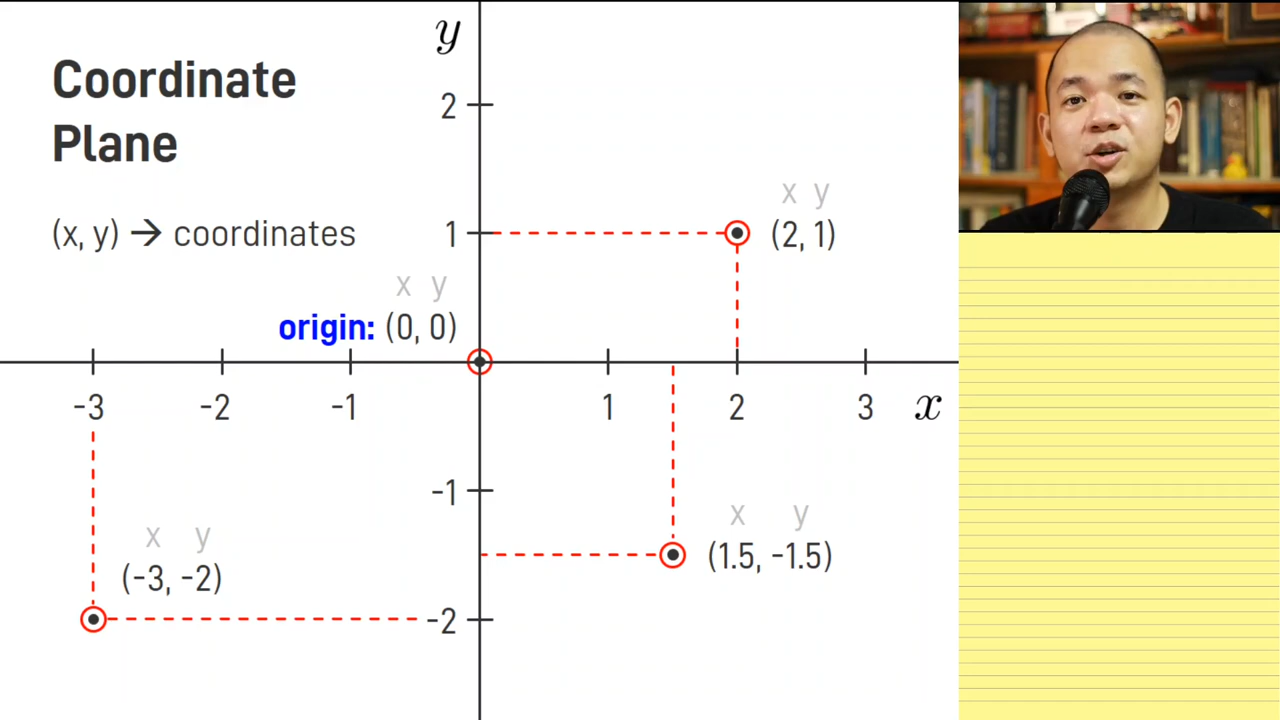 Coordinate
Plane
(x, y) → coordinates
y
2
1
x y
(2, 1)
x y
origin: (0, 0)
-3 -2 -1 1 2 3 x
-1
x y
(1.5, -1.5)
x y
(-3, -2)
-2